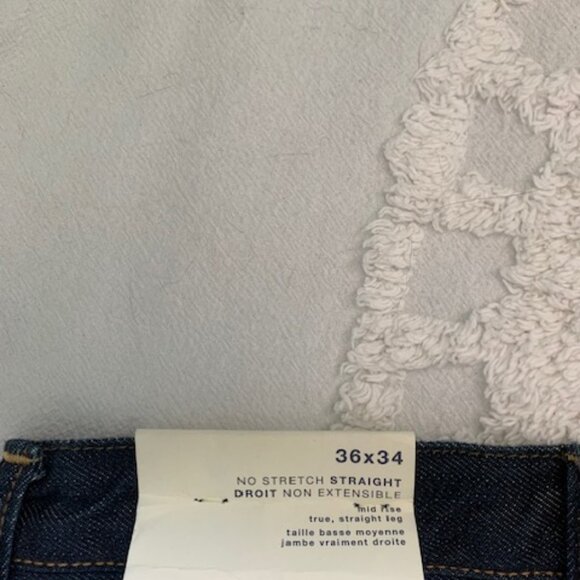 36x34
NO STRETCH STRAIGHT
DROIT NON EXTENSIBLE
mid rise
true, straight leg
taille basse moyenne
jambe vraiment droite